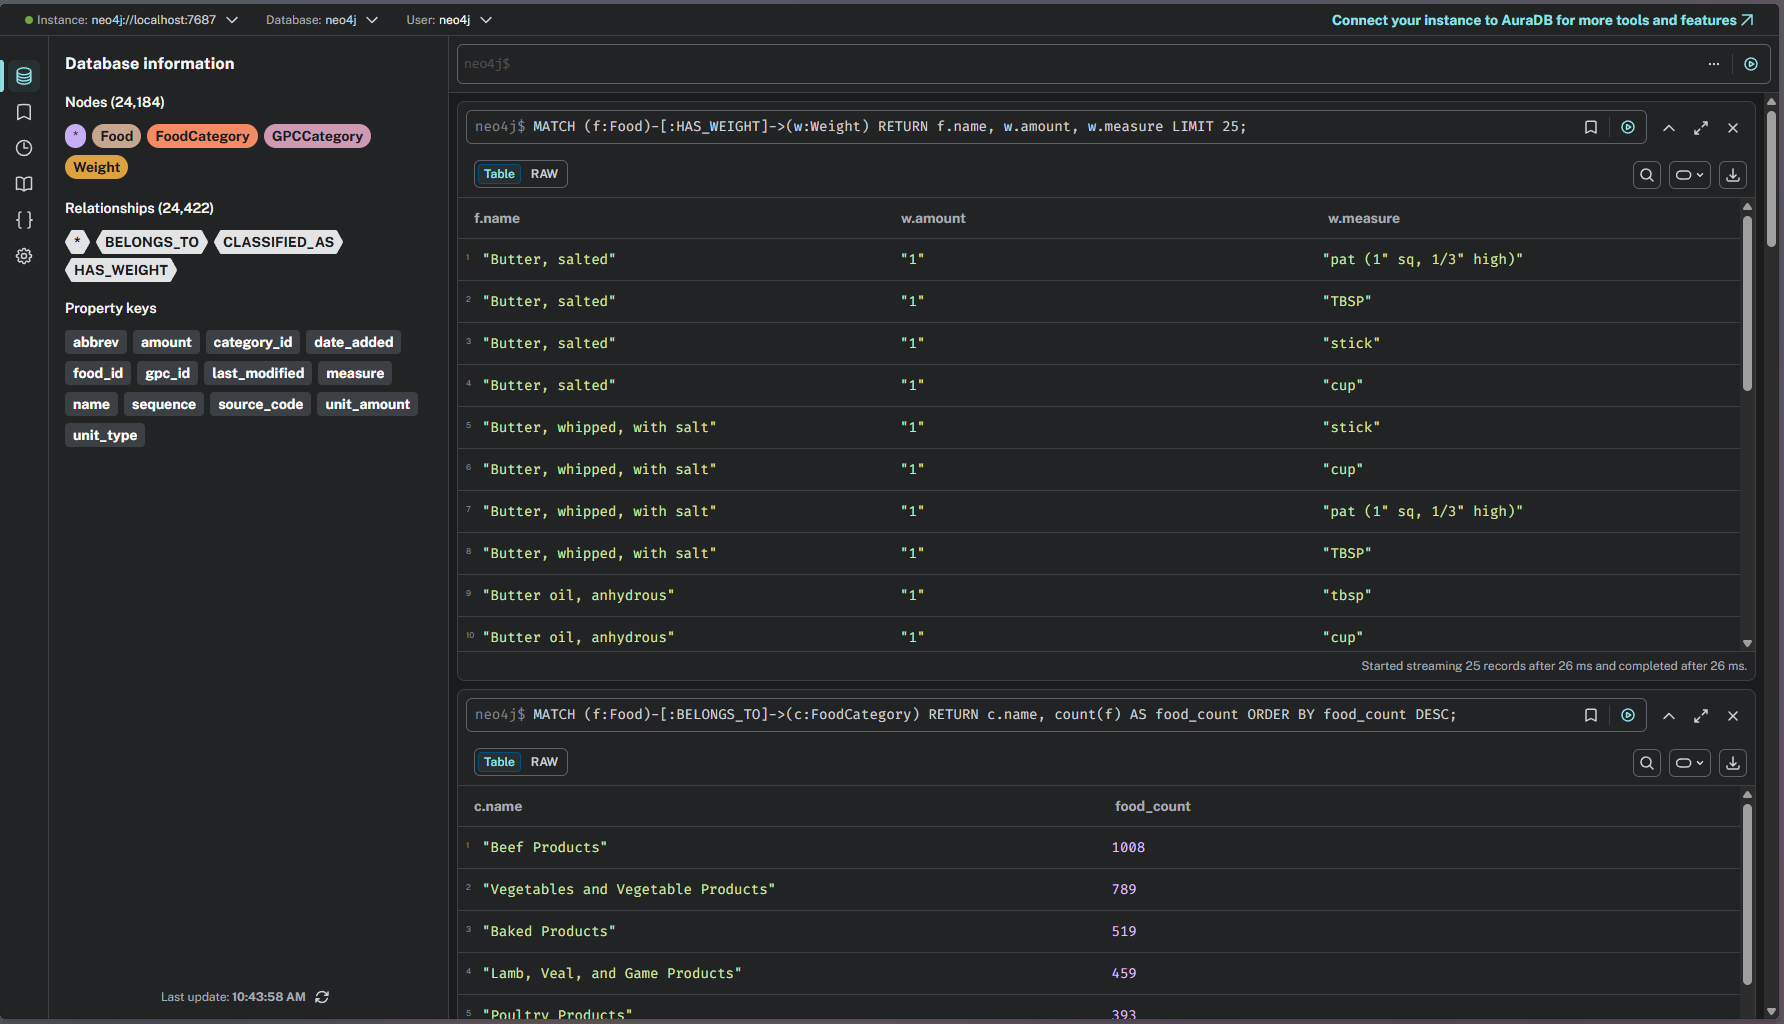 Instance: neo4j://localhost:7687 Database: neo4j User: neo4j Connect your instance to AuraDB for more tools and features
Database information
Nodes (24,184)
* Food FoodCategory GPCCategory
Weight
Relationships (24,422)
* BELONGS_TO CLASSIFIED_AS
HAS_WEIGHT
Property keys
abbrev amount category_id date_added
food_id gpc_id last_modified measure
name sequence source_code unit_amount
unit_type
Last update: 10:43:58 AM
neo4j$
neo4j$ MATCH (f:Food)-[:HAS_WEIGHT]->(w:Weight) RETURN f.name, w.amount, w.measure LIMIT 25;
Table RAW
f.name w.amount w.measure
1 "Butter, salted" "1" "pat (1" sq, 1/3" high)"
2 "Butter, salted" "1" "TBSP"
3 "Butter, salted" "1" "stick"
4 "Butter, salted" "1" "cup"
5 "Butter, whipped, with salt" "1" "stick"
6 "Butter, whipped, with salt" "1" "cup"
7 "Butter, whipped, with salt" "1" "pat (1" sq, 1/3" high)"
8 "Butter, whipped, with salt" "1" "TBSP"
9 "Butter oil, anhydrous" "1" "tbsp"
10 "Butter oil, anhydrous" "1" "cup"
Started streaming 25 records after 26 ms and completed after 26 ms.
neo4j$ MATCH (f:Food)-[:BELONGS_TO]->(c:FoodCategory) RETURN c.name, count(f) AS food_count ORDER BY food_count DESC;
Table RAW
c.name food_count
1 "Beef Products" 1008
2 "Vegetables and Vegetable Products" 789
3 "Baked Products" 519
4 "Lamb, Veal, and Game Products" 459
5 "Poultry Products" 393